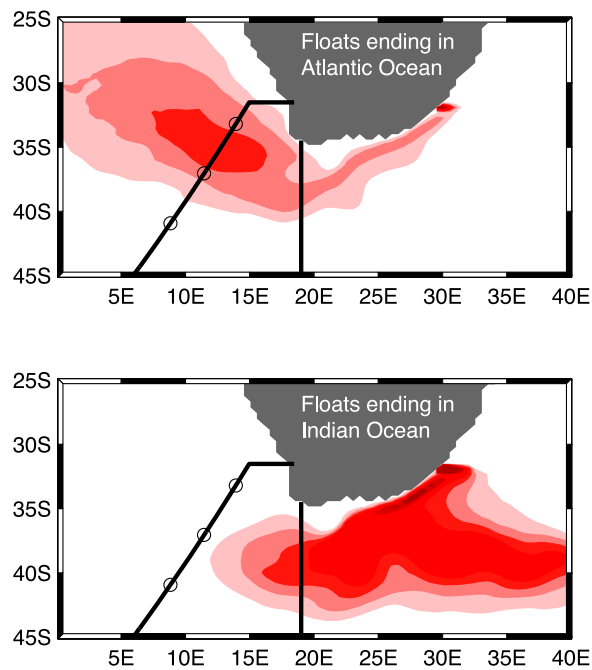 25S
Floats ending in
Atlantic Ocean
30S
35S
40S
45S
5E 10E 15E 20E 25E 30E 35E 40E
25S
Floats ending in
Indian Ocean
30S
35S
40S
45S
5E 10E 15E 20E 25E 30E 35E 40E